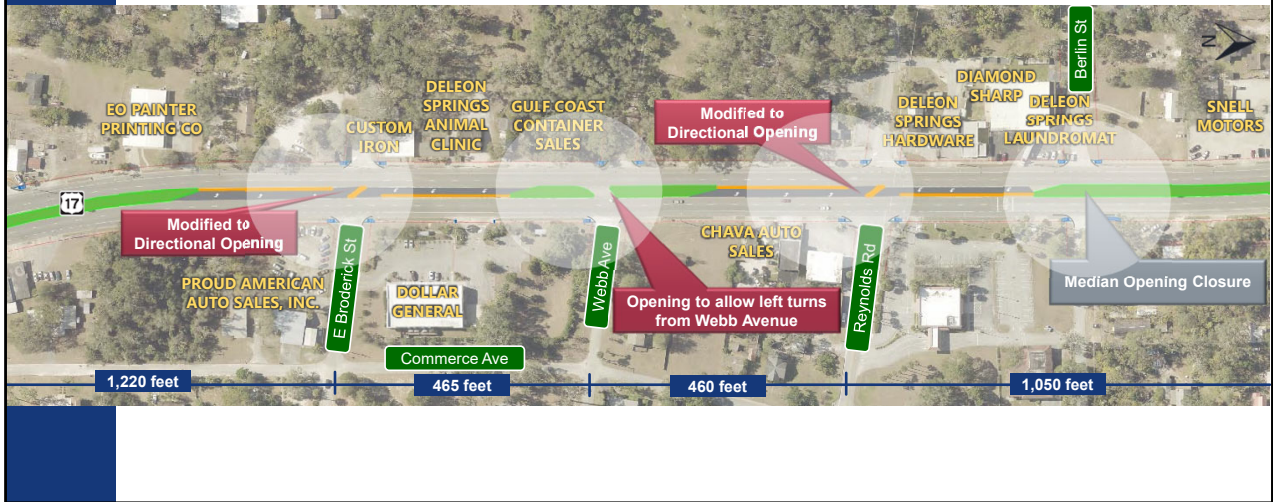 Berlin St
N
EO PAINTER
PRINTING CO
CUSTOM
IRON
DELEON
SPRINGS
ANIMAL
CLINIC
GULF COAST
CONTAINER
SALES
Modified to
Directional Opening
DIAMOND
SHARP
DELEON
SPRINGS
HARDWARE
DELEON
SPRINGS
LAUNDROMAT
SNELL
MOTORS
17
Modified to
Directional Opening
PROUD AMERICAN
AUTO SALES, INC.
E Broderick St
DOLLAR
GENERAL
Commerce Ave
Webb Ave
Opening to allow left turns
from Webb Avenue
CHAVA AUTO
SALES
Reynolds Rd
Median Opening Closure
1,220 feet
465 feet
460 feet
1,050 feet